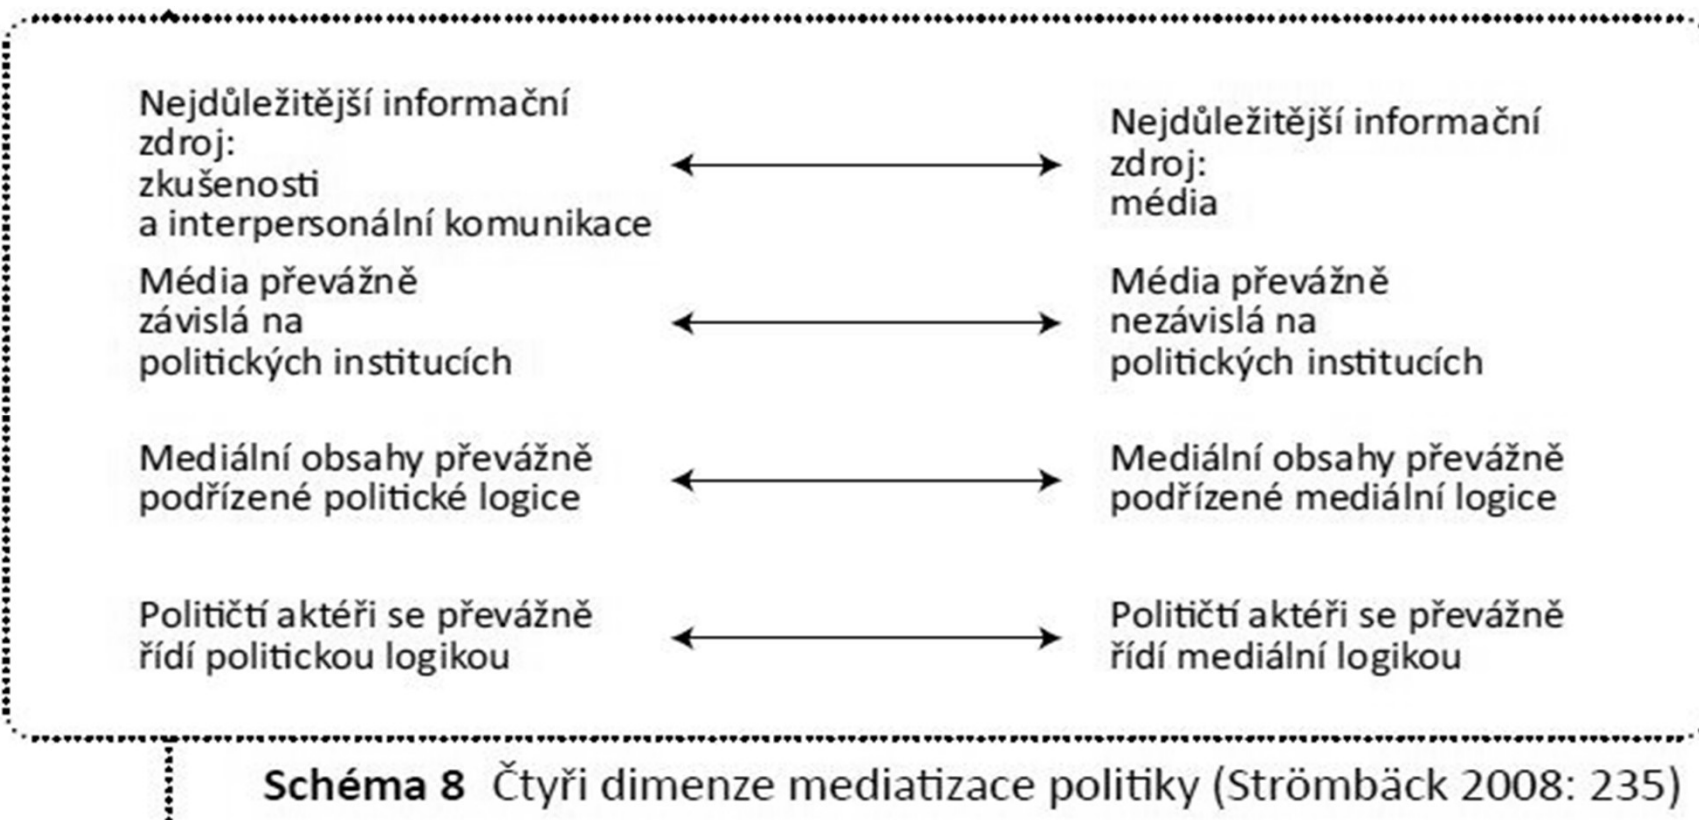 Nejdůležitější informační
zdroj:
zkušenosti
a interpersonální komunikace
Nejdůležitější informační
zdroj:
média
Média převážně
závislá na
politických institucích
Média převážně
nezávislá na
politických institucích
Mediální obsahy převážně
podřízené politické logice
Mediální obsahy převážně
podřízené mediální logice
Političtí aktéři se převážně
řídí politickou logikou
Političtí aktéři se převážně
řídí mediální logikou
Schéma 8 Čtyři dimenze mediatizace politiky (Strömbäck 2008: 235)